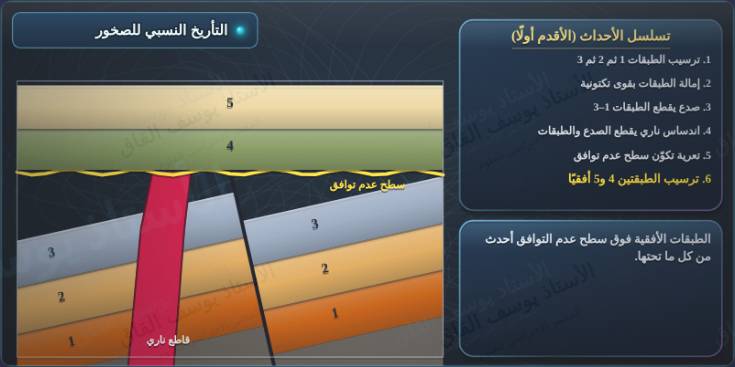 التأريخ النسبي للصخور
تسلسل الأحداث (الأقدم أولًا)
1. ترسيب الطبقات 1 ثم 2 ثم 3
2. إمالة الطبقات بقوى تكتونية
3. صدع يقطع الطبقات 1–3
4. اندساس ناري يقطع الصدع والطبقات
5. تعرية تكوّن سطح عدم توافق
6. ترسيب الطبقتين 4 و5 أفقيًا
الطبقات الأفقية فوق سطح عدم التوافق أحدث
من كل ما تحتها.
5
4
سطح عدم توافق
3
3
2
2
1
1
قاطع ناري
الأستاذ يوسف